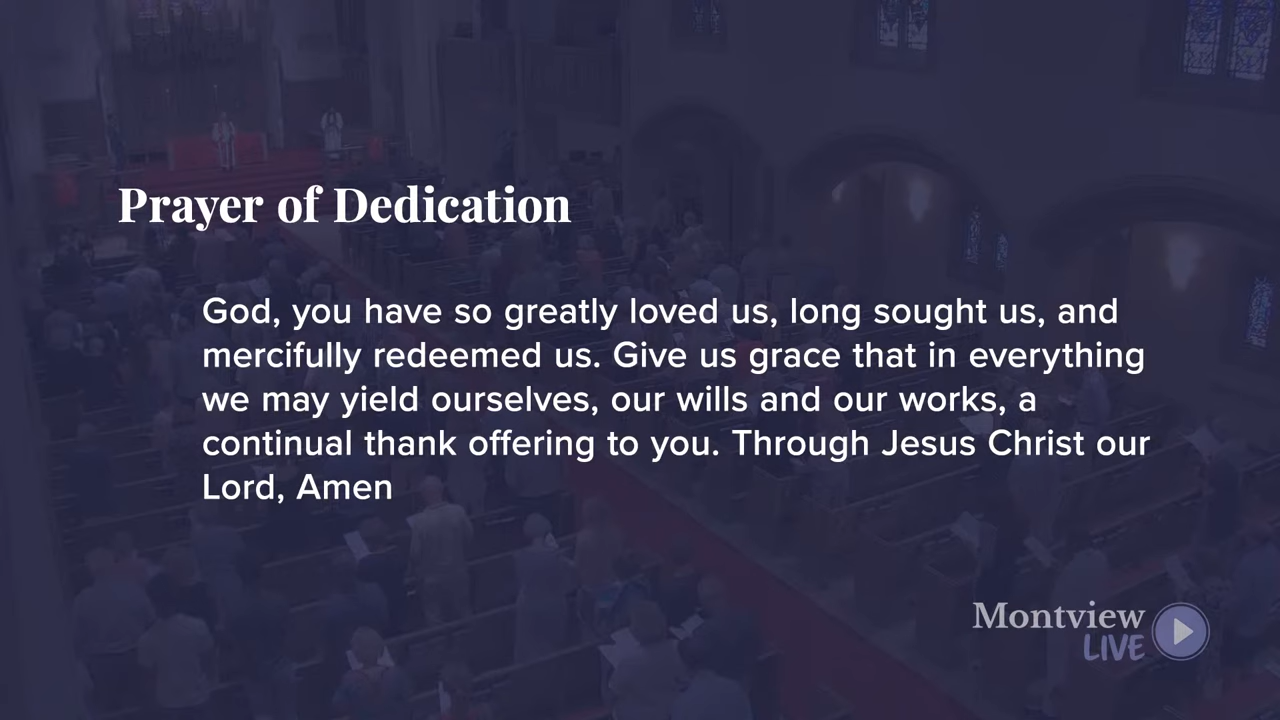 Prayer of Dedication
God, you have so greatly loved us, long sought us, and
mercifully redeemed us. Give us grace that in everything
we may yield ourselves, our wills and our works, a
continual thank offering to you. Through Jesus Christ our
Lord, Amen
Montview
LIVE